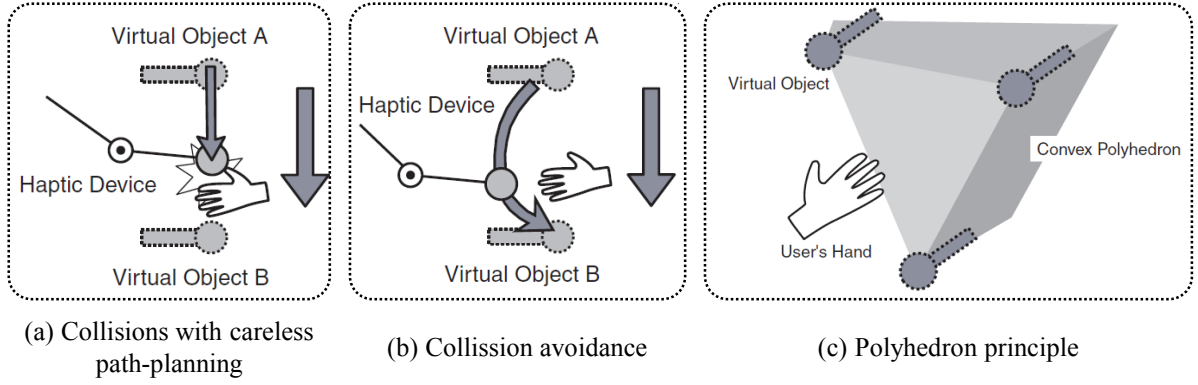 Virtual Object A
Haptic Device
Virtual Object B
(a) Collisions with careless
path-planning
Virtual Object A
Haptic Device
Virtual Object B
(b) Collission avoidance
Virtual Object
Convex Polyhedron
User's Hand
(c) Polyhedron principle